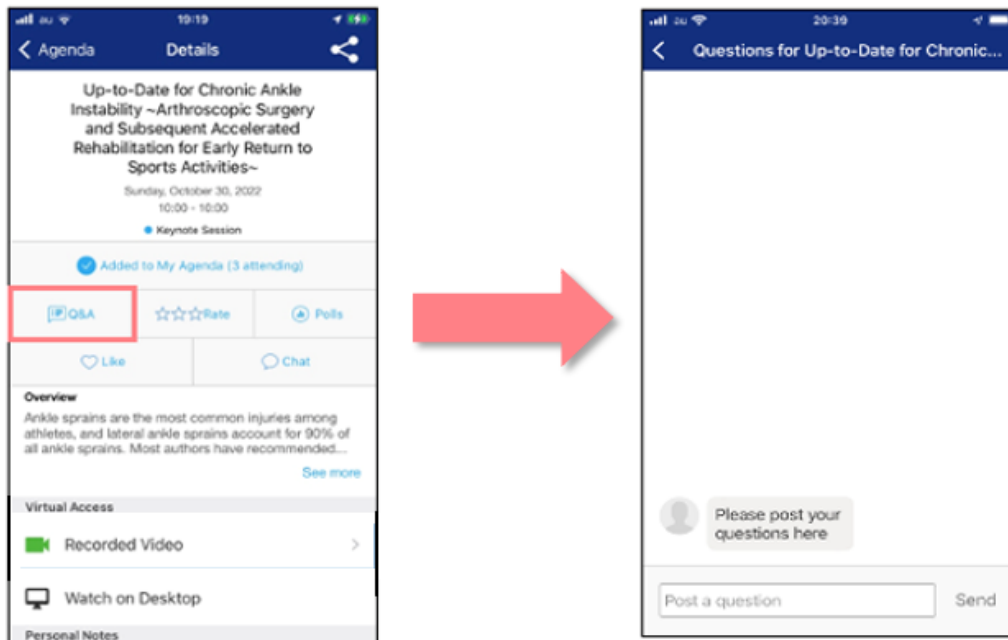 au 19:19
Agenda Details
Up-to-Date for Chronic Ankle
Instability ~Arthroscopic Surgery
and Subsequent Accelerated
Rehabilitation for Early Return to
Sports Activities~
Sunday, October 30, 2022
10:00 - 10:00
Keynote Session
Added to My Agenda (3 attending)
Q&A Rate Polls
Like Chat
Overview
Ankle sprains are the most common injuries among
athletes, and lateral ankle sprains account for 90% of
all ankle sprains. Most authors have recommended...
See more
Virtual Access
Recorded Video
Watch on Desktop
Personal Notes
au 20:39
Questions for Up-to-Date for Chronic...
Please post your
questions here
Post a question Send